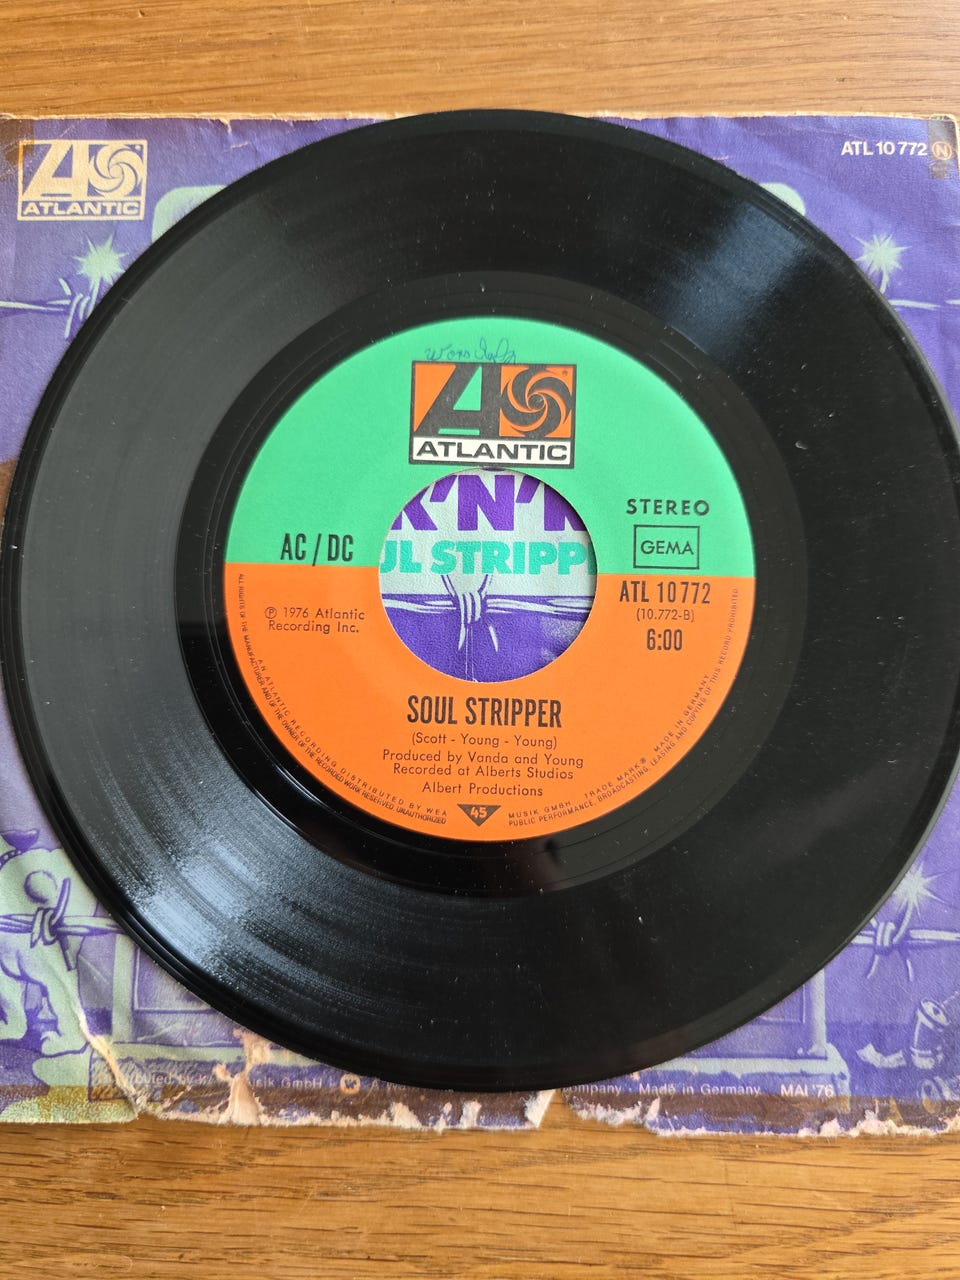 ATLANTIC
ATL 10 772 N
ATLANTIC
K'N'R
UL STRIPP
STEREO
GEMA
AC / DC
ATL 10772
(10.772-B)
6:00
℗ 1976 Atlantic
Recording Inc.
SOUL STRIPPER
(Scott - Young - Young)
Produced by Vanda and Young
Recorded at Alberts Studios
Albert Productions
45
AN ATLANTIC RECORDING DISTRIBUTED BY WEA MUSIK GMBH. TRADE MARK® MADE IN GERMANY
ALL RIGHTS OF THE MANUFACTURER AND OF THE OWNER OF THE RECORDED WORK RESERVED. UNAUTHORIZED PUBLIC PERFORMANCE, BROADCASTING, LEASING AND COPYING OF THIS RECORD PROHIBITED
usik GmbH
ompany · Made in Germany MAI '76